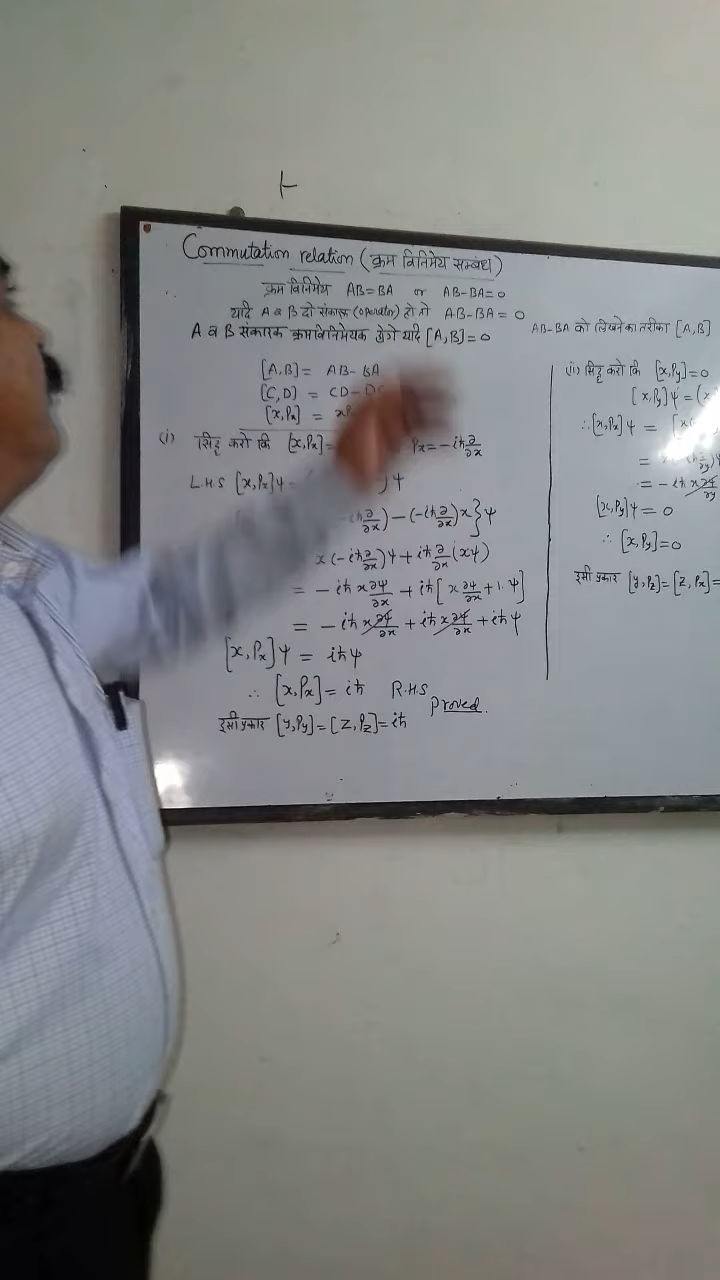 Commutation relation (क्रम विनिमेय सम्बंध)
क्रम विनिमेय AB=BA or AB-BA=0
यदि A व B दो संकारक (operator) हो तो AB-BA = 0
A व B संकारक क्रमविनिमेयक होंगे यदि [A,B]=0
[A,B] = AB-BA
[C,D] = CD-DC
[x,Px] =
(i) सिद्ध करो कि [x,Px]= Px=-iħ∂/∂x
L.H.S [x,Px]ψ = )ψ
-iħ∂/∂x)-(-iħ∂/∂x)x}ψ
x(-iħ∂/∂x)ψ+iħ∂/∂x(xψ)
= -iħ x∂ψ/∂x +iħ[x∂ψ/∂x+1.ψ]
= -iħ x∂ψ/∂x +iħ x∂ψ/∂x +iħψ
[x,Px]ψ = iħψ
∴ [x,Px]=iħ R.H.S
Proved.
इसी प्रकार [y,Py]=[z,Pz]=iħ
AB-BA को लिखने का तरीका [A,B]
(ii) सिद्ध करो कि [x,Py]=0
[x,Py]ψ=(x
∴[x,Py]ψ =
=
= -iħ x∂ψ/∂y
[x,Py]ψ=0
∴ [x,Py]=0
इसी प्रकार [y,Pz]=[z,Px]=